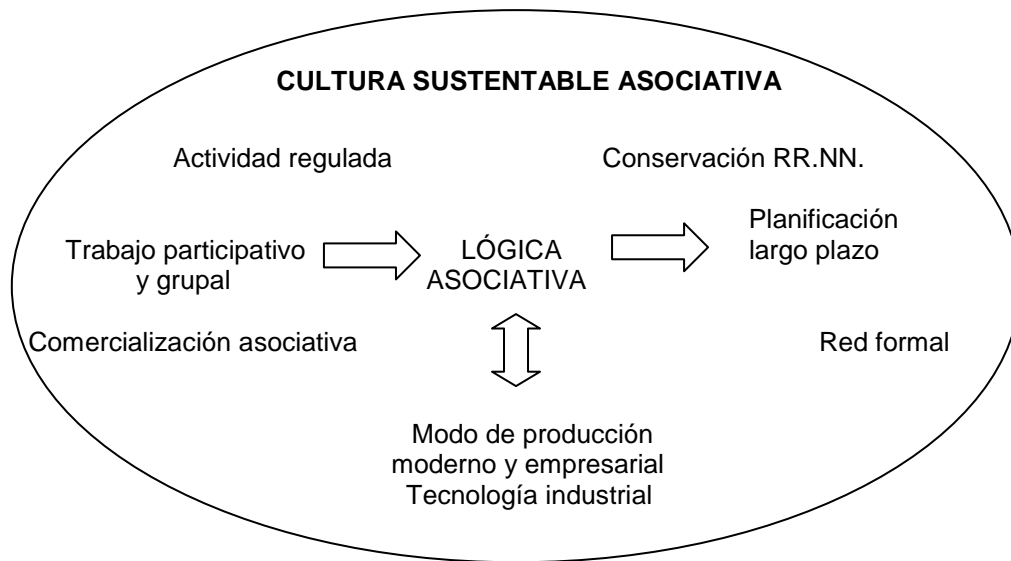 CULTURA SUSTENTABLE ASOCIATIVA
Actividad regulada
Conservación RR.NN.
Trabajo participativo
y grupal
LÓGICA
ASOCIATIVA
Planificación
largo plazo
Comercialización asociativa
Red formal
Modo de producción
moderno y empresarial
Tecnología industrial